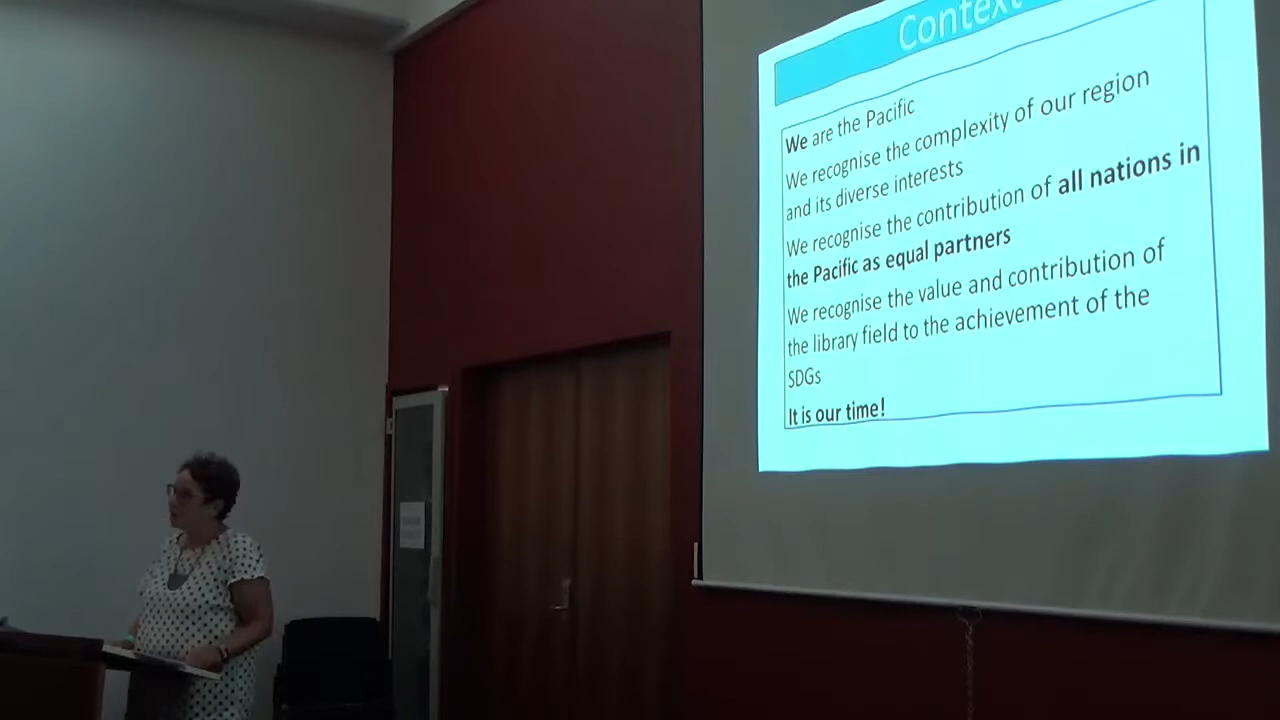 Context
We are the Pacific
We recognise the complexity of our region
and its diverse interests
We recognise the contribution of all nations in
the Pacific as equal partners
We recognise the value and contribution of
the library field to the achievement of the
SDGs
It is our time!